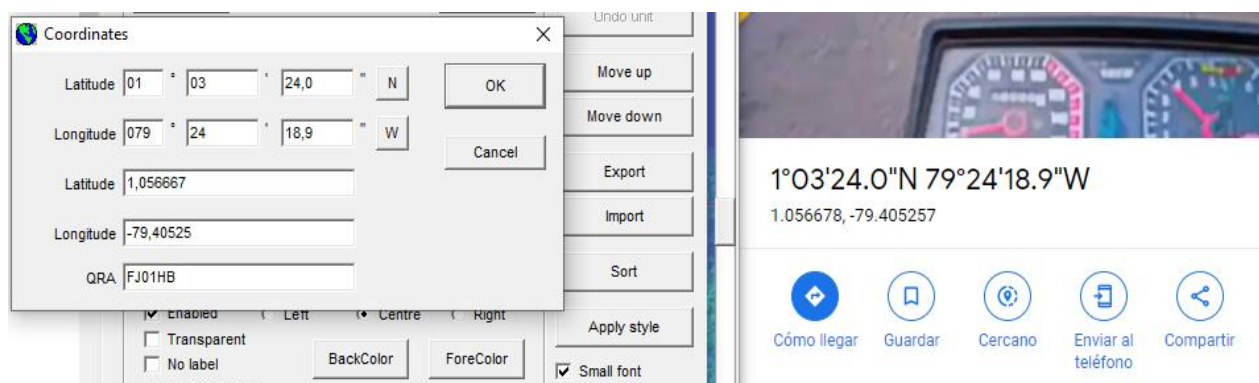 Coordinates
Latitude 01 ° 03 ' 24,0 " N
Longitude 079 ° 24 ' 18,9 " W
Latitude 1,056667
Longitude -79,40525
QRA FJ01HB
OK
Cancel
Undo unit
Move up
Move down
Export
Import
Sort
Apply style
Small font
Enabled Left Centre Right
Transparent
No label
BackColor ForeColor
1°03'24.0"N 79°24'18.9"W
1.056678, -79.405257
Cómo llegar Guardar Cercano Enviar al teléfono Compartir